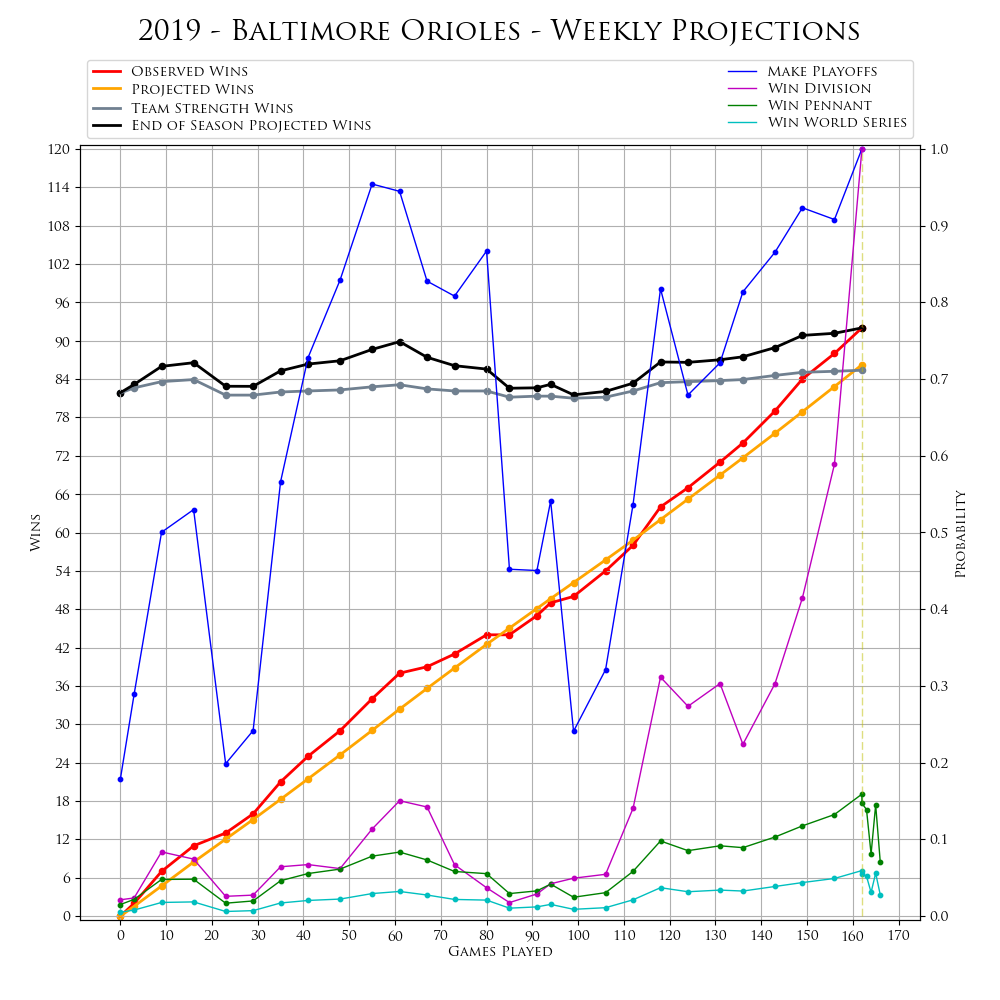 2019 - Baltimore Orioles - Weekly Projections
Observed Wins
Projected Wins
Team Strength Wins
End of Season Projected Wins
Make Playoffs
Win Division
Win Pennant
Win World Series
120
114
108
102
96
90
84
78
72
66
60
54
48
42
36
30
24
18
12
6
0
Wins
1.0
0.9
0.8
0.7
0.6
0.5
0.4
0.3
0.2
0.1
0.0
Probability
0 10 20 30 40 50 60 70 80 90 100 110 120 130 140 150 160 170
Games Played